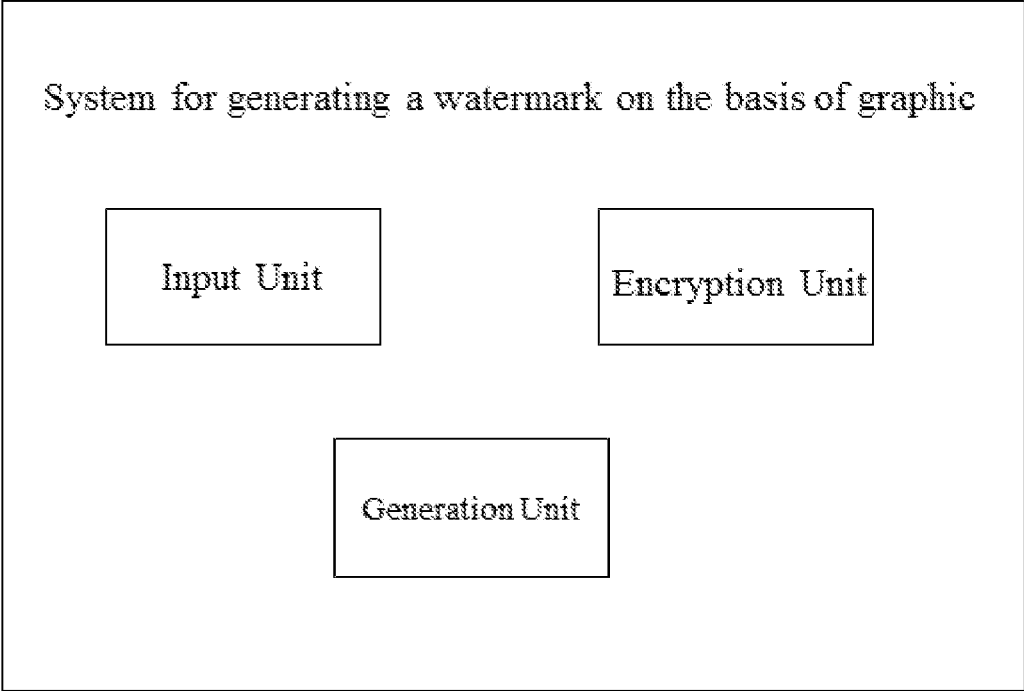 System for generating a watermark on the basis of graphic
Input Unit
Encryption Unit
Generation Unit